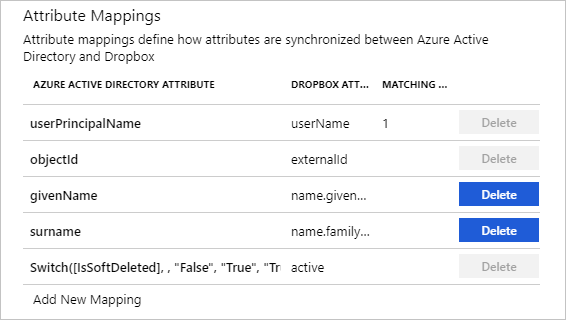 Attribute Mappings
Attribute mappings define how attributes are synchronized between Azure Active
Directory and Dropbox
AZURE ACTIVE DIRECTORY ATTRIBUTE DROPBOX ATT... MATCHING ...
userPrincipalName userName 1 Delete
objectId externalId Delete
givenName name.given... Delete
surname name.family... Delete
Switch([IsSoftDeleted], , "False", "True", "Tr active Delete
Add New Mapping